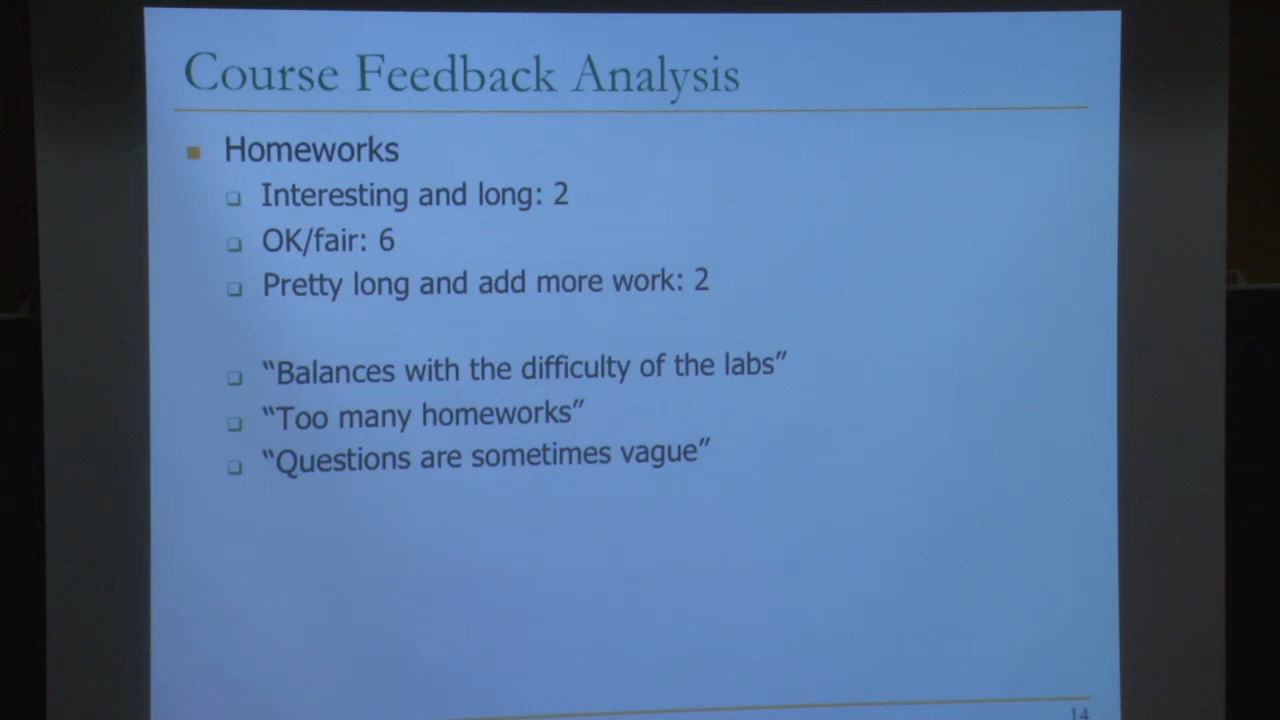 Course Feedback Analysis
Homeworks
Interesting and long: 2
OK/fair: 6
Pretty long and add more work: 2
“Balances with the difficulty of the labs”
“Too many homeworks”
“Questions are sometimes vague”
14